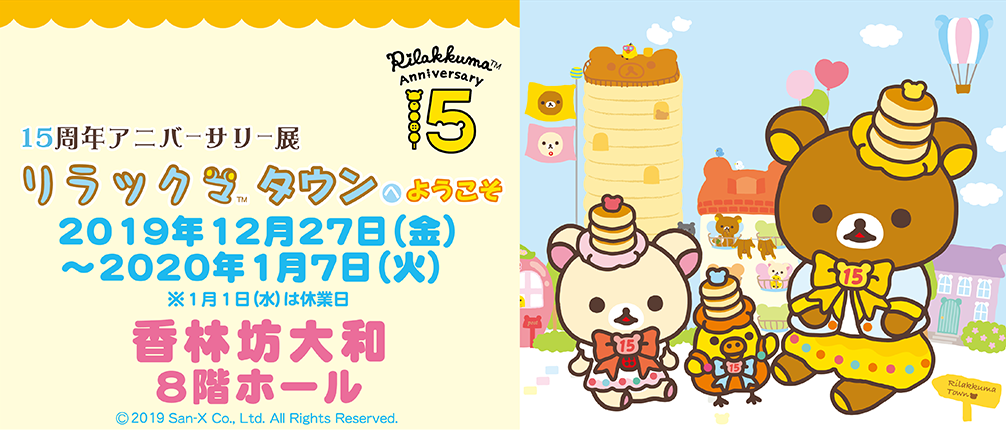 Rilakkuma™
Anniversary
15
15周年アニバーサリー展
リラックマ™タウンへようこそ
2019年12月27日(金)
～2020年1月7日(火)
※1月1日(水)は休業日
香林坊大和
8階ホール
©2019 San-X Co., Ltd. All Rights Reserved.
15
15
15
Rilakkuma
Town